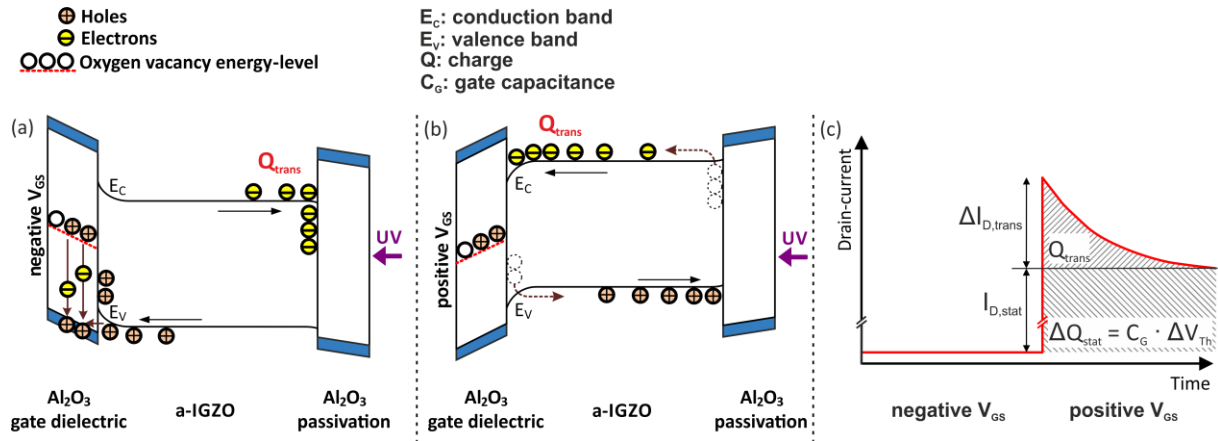 Holes
Electrons
Oxygen vacancy energy-level
E_C: conduction band
E_V: valence band
Q: charge
C_G: gate capacitance
(a)
negative V_GS
E_C
Q_trans
UV
E_V
Al₂O₃
gate dielectric
a-IGZO
Al₂O₃
passivation
(b)
positive V_GS
Q_trans
E_C
UV
E_V
Al₂O₃
gate dielectric
a-IGZO
Al₂O₃
passivation
(c)
Drain-current
ΔI_D,trans
Q_trans
I_D,stat
ΔQ_stat = C_G · ΔV_Th
Time
negative V_GS
positive V_GS